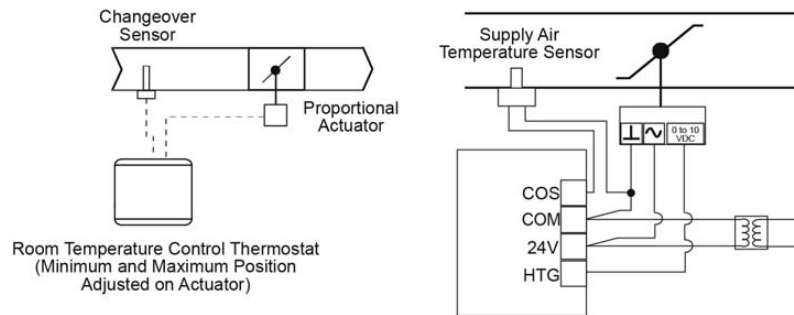 Changeover
Sensor
Proportional
Actuator
Room Temperature Control Thermostat
(Minimum and Maximum Position
Adjusted on Actuator)
Supply Air
Temperature Sensor
0 to 10
VDC
COS
COM
24V
HTG